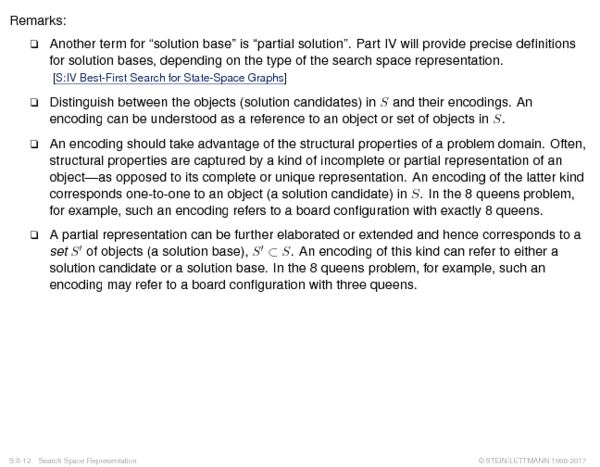 Remarks:
❏ Another term for “solution base” is “partial solution”. Part IV will provide precise definitions
for solution bases, depending on the type of the search space representation.
[S:IV Best-First Search for State-Space Graphs]
❏ Distinguish between the objects (solution candidates) in S and their encodings. An
encoding can be understood as a reference to an object or set of objects in S.
❏ An encoding should take advantage of the structural properties of a problem domain. Often,
structural properties are captured by a kind of incomplete or partial representation of an
object—as opposed to its complete or unique representation. An encoding of the latter kind
corresponds one-to-one to an object (a solution candidate) in S. In the 8 queens problem,
for example, such an encoding refers to a board configuration with exactly 8 queens.
❏ A partial representation can be further elaborated or extended and hence corresponds to a
set S′ of objects (a solution base), S′ ⊂ S. An encoding of this kind can refer to either a
solution candidate or a solution base. In the 8 queens problem, for example, such an
encoding may refer to a board configuration with three queens.
S:II-12 Search Space Representation ©STEIN/LETTMANN 1998-2017